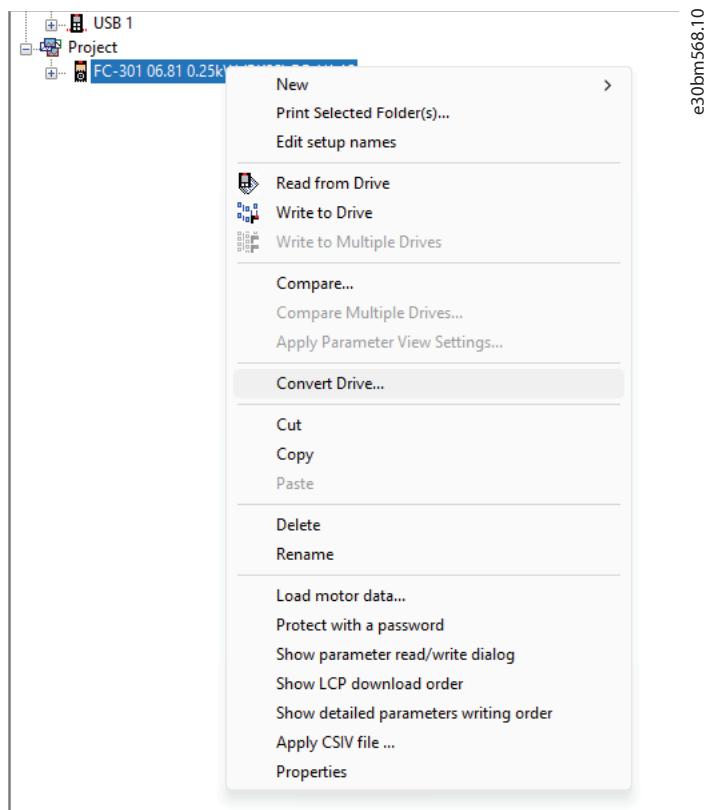 USB 1
Project
FC-301 06.81 0.25k
New
Print Selected Folder(s)...
Edit setup names
Read from Drive
Write to Drive
Write to Multiple Drives
Compare...
Compare Multiple Drives...
Apply Parameter View Settings...
Convert Drive...
Cut
Copy
Paste
Delete
Rename
Load motor data...
Protect with a password
Show parameter read/write dialog
Show LCP download order
Show detailed parameters writing order
Apply CSIV file ...
Properties
e30bm568.10